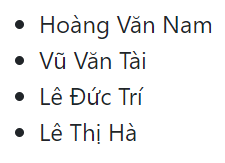 • Hoàng Văn Nam
• Vũ Văn Tài
• Lê Đức Trí
• Lê Thị Hà